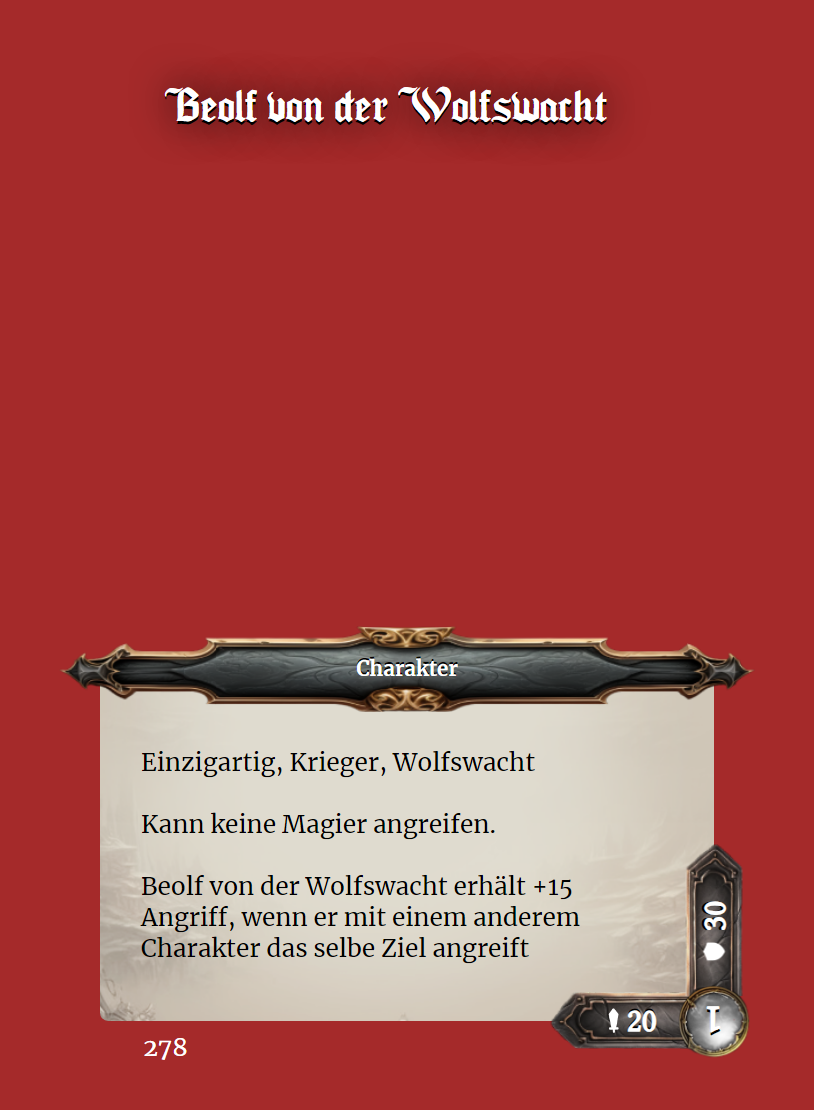 Beolf von der Wolfswacht
Charakter
Einzigartig, Krieger, Wolfswacht
Kann keine Magier angreifen.
Beolf von der Wolfswacht erhält +15
Angriff, wenn er mit einem anderem
Charakter das selbe Ziel angreift
30
20
1
278